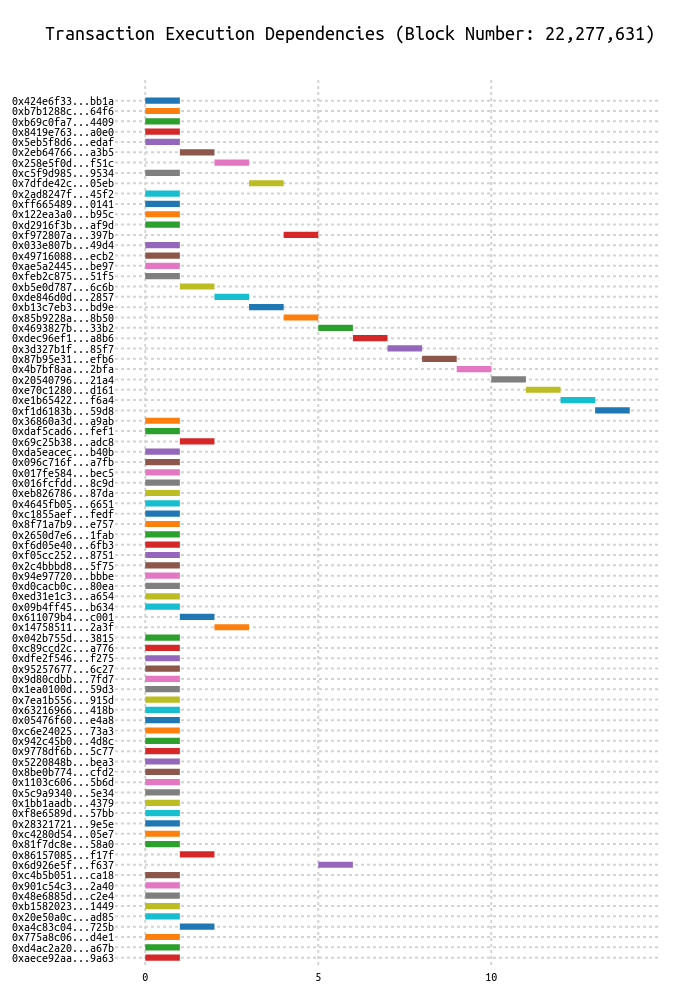 Transaction Execution Dependencies (Block Number: 22,277,631)
0x424e6f33...bb1a
0xb7b1288c...64f6
0xb69c0fa7...4409
0x8419e763...a0e0
0x5eb5f8d6...edaf
0x2eb64766...a3b5
0x258e5f0d...f51c
0xc5f9d985...9534
0x7dfde42c...05eb
0x2ad8247f...45f2
0xff665489...0141
0x122ea3a0...b95c
0xd2916f3b...af9d
0xf972807a...397b
0x033e807b...49d4
0x49716088...ecb2
0xae5a2445...be97
0xfeb2c875...51f5
0xb5e0d787...6c6b
0xde846d0d...2857
0xb13c7eb3...bd9e
0x85b9228a...8b50
0x4693827b...33b2
0xdec96ef1...a8b6
0x3d327b1f...85f7
0x87b95e31...efb6
0x4b7bf8aa...2bfa
0x20540796...21a4
0xe70c1280...d161
0xe1b65422...f6a4
0xf1d6183b...59d8
0x36860a3d...a9ab
0xdaf5cad6...fef1
0x69c25b38...adc8
0xda5eacec...b40b
0x096c716f...a7fb
0x017fe584...bec5
0x016fcfdd...8c9d
0xeb826786...87da
0x4645fb05...6651
0xc1855aef...fedf
0x8f71a7b9...e757
0x2650d7e6...1fab
0xf6d05e40...6fb3
0xf05cc252...8751
0x2c4bbbd8...5f75
0x94e97720...bbbe
0xd0cacb0c...80ea
0xed31e1c3...a654
0x09b4ff45...b634
0x611079b4...c001
0x14758511...2a3f
0x042b755d...3815
0xc89ccd2c...a776
0xdfe2f546...f275
0x95257677...6c27
0x9d80cdbb...7fd7
0x1ea0100d...59d3
0x7ea1b556...915d
0x63216966...418b
0x05476f60...e4a8
0xc6e24025...73a3
0x942c45b0...4d8c
0x9778df6b...5c77
0x5220848b...bea3
0x8be0b774...cfd2
0x1103c606...5b6d
0x5c9a9340...5e34
0x1bb1aadb...4379
0xf8e6589d...57bb
0x28321721...9e5e
0xc4280d54...05e7
0x81f7dc8e...58a0
0x86157085...f17f
0x6d926e5f...f637
0xc4b5b051...ca18
0x901c54c3...2a40
0x48e6885d...c2e4
0xb1582023...1449
0x20e50a0c...ad85
0xa4c83c04...725b
0x775a8c06...d4e1
0xd4ac2a20...a67b
0xaece92aa...9a63
0 5 10